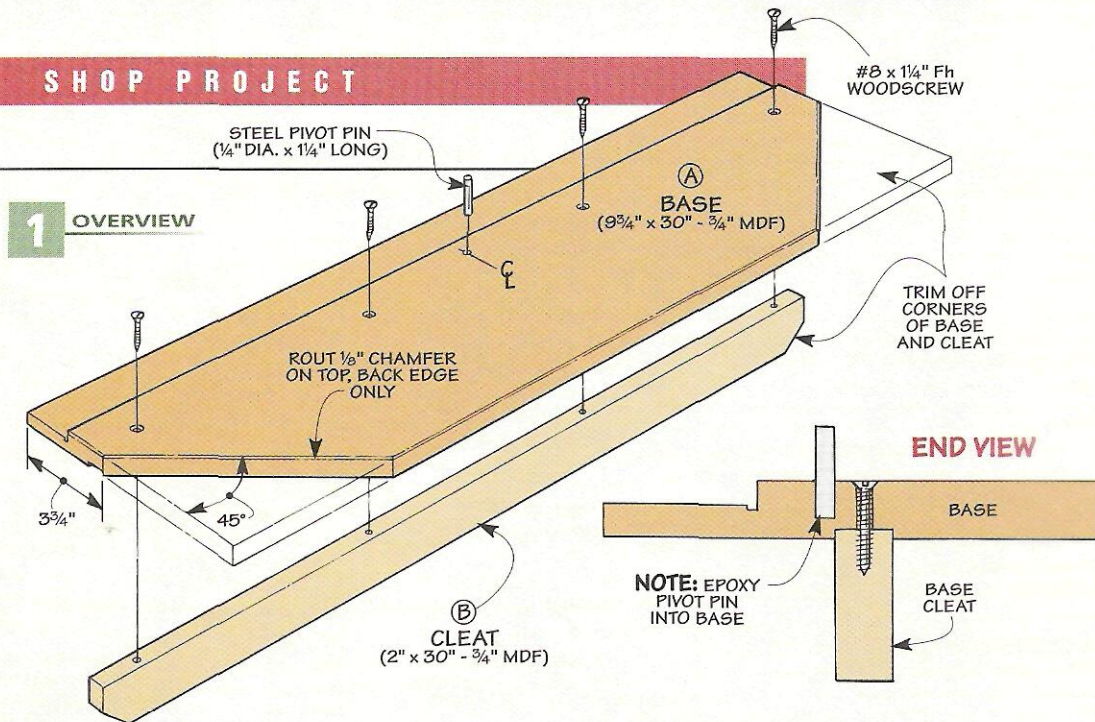 SHOP PROJECT
#8 x 1¼" Fh
WOODSCREW
STEEL PIVOT PIN
(¼" DIA. x 1¼" LONG)
1 OVERVIEW
A
BASE
(9¾" x 30" - ¾" MDF)
CL
TRIM OFF
CORNERS
OF BASE
AND CLEAT
ROUT ⅛" CHAMFER
ON TOP, BACK EDGE
ONLY
3¾"
45°
END VIEW
BASE
NOTE: EPOXY
PIVOT PIN
INTO BASE
BASE
CLEAT
B
CLEAT
(2" x 30" - ¾" MDF)